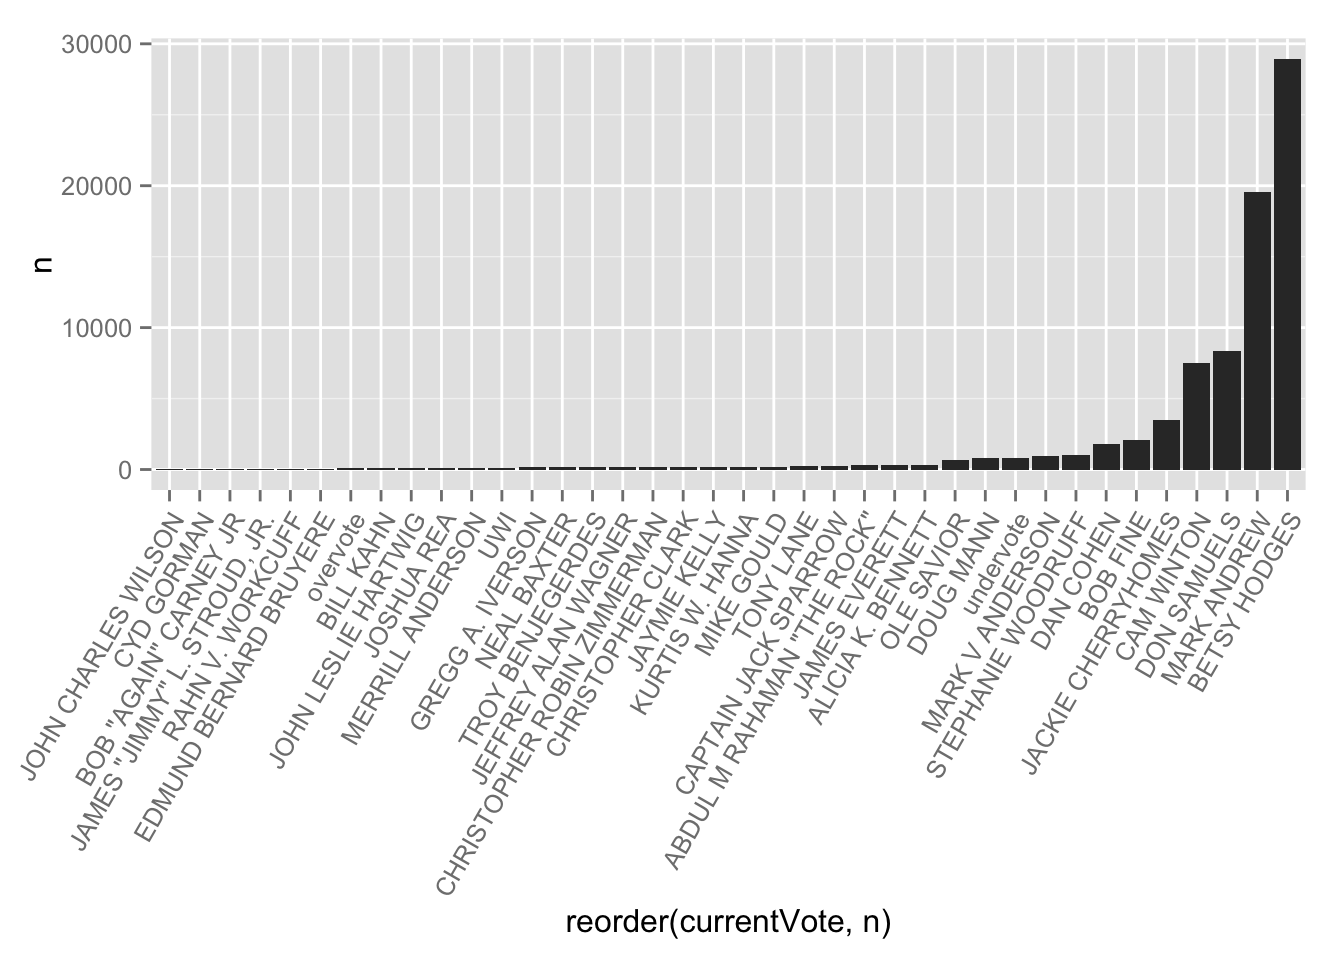 30000
20000
10000
0
n
JOHN CHARLES WILSON
CYD GORMAN
BOB "AGAIN" CARNEY JR
JAMES "JIMMY" L. STROUD, JR.
RAHN V. WORKCUFF
EDMUND BERNARD BRUYERE
overvote
BILL KAHN
JOHN LESLIE HARTWIG
JOSHUA REA
MERRILL ANDERSON
UWI
GREGG A. IVERSON
NEAL BAXTER
TROY BENJEGERDES
JEFFREY ALAN WAGNER
CHRISTOPHER ROBIN ZIMMERMAN
CHRISTOPHER CLARK
JAYMIE KELLY
KURTIS W. HANNA
MIKE GOULD
TONY LANE
CAPTAIN JACK SPARROW
ABDUL M RAHAMAN "THE ROCK"
JAMES EVERETT
ALICIA K. BENNETT
OLE SAVIOR
DOUG MANN
undervote
MARK V ANDERSON
STEPHANIE WOODRUFF
DAN COHEN
BOB FINE
JACKIE CHERRYHOMES
CAM WINTON
DON SAMUELS
MARK ANDREW
BETSY HODGES
reorder(currentVote, n)